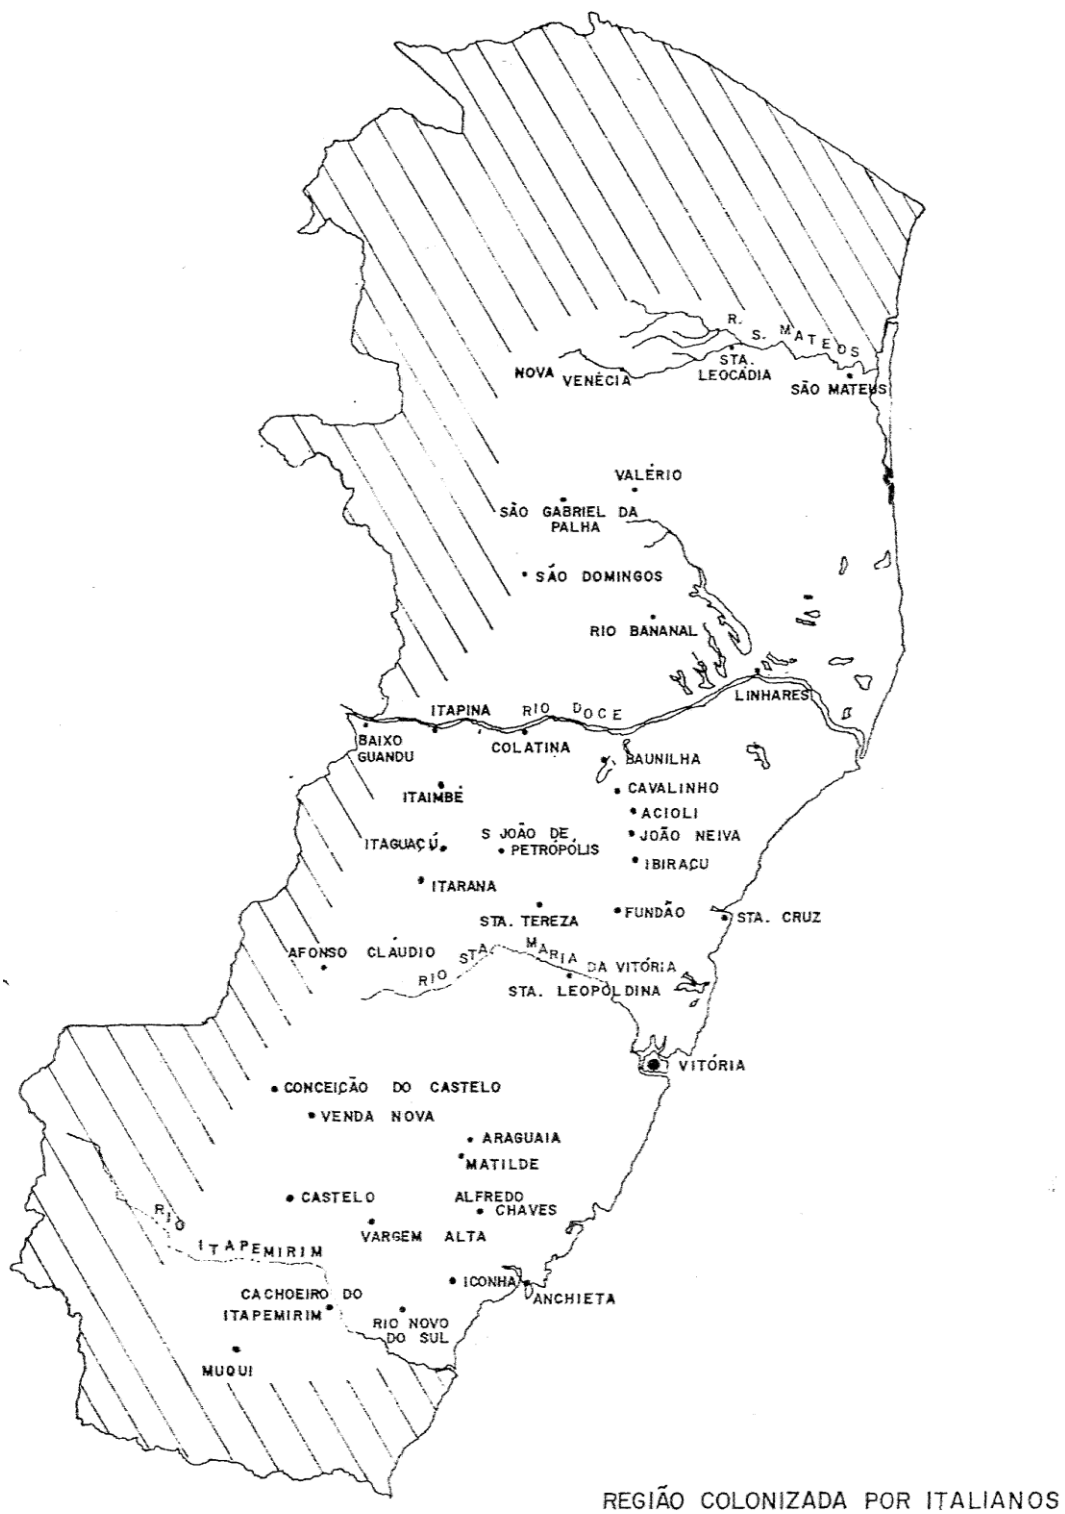 R.
S. MATEOS
STA.
LEOCÁDIA
NOVA VENÉCIA
SÃO MATEUS
VALÉRIO
SÃO GABRIEL DA
PALHA
SÃO DOMINGOS
RIO BANANAL
LINHARES
ITAPINA
RIO DOCE
BAIXO
GUANDU
COLATINA
BAUNILHA
CAVALINHO
ITAIMBÉ
ACIOLI
S JOÃO DE
PETRÓPOLIS
JOÃO NEIVA
ITAGUAÇÚ
IBIRAÇU
ITARANA
STA. TEREZA
FUNDÃO
STA. CRUZ
AFONSO CLÁUDIO
RIO STA. MARIA DA VITÓRIA
STA. LEOPOLDINA
VITÓRIA
CONCEIÇÃO DO CASTELO
VENDA NOVA
ARAGUAIA
MATILDE
CASTELO
ALFREDO
CHAVES
RIO ITAPEMIRIM
VARGEM ALTA
ICONHA
ANCHIETA
CACHOEIRO DO
ITAPEMIRIM
RIO NOVO
DO SUL
MUQUI
REGIÃO COLONIZADA POR ITALIANOS